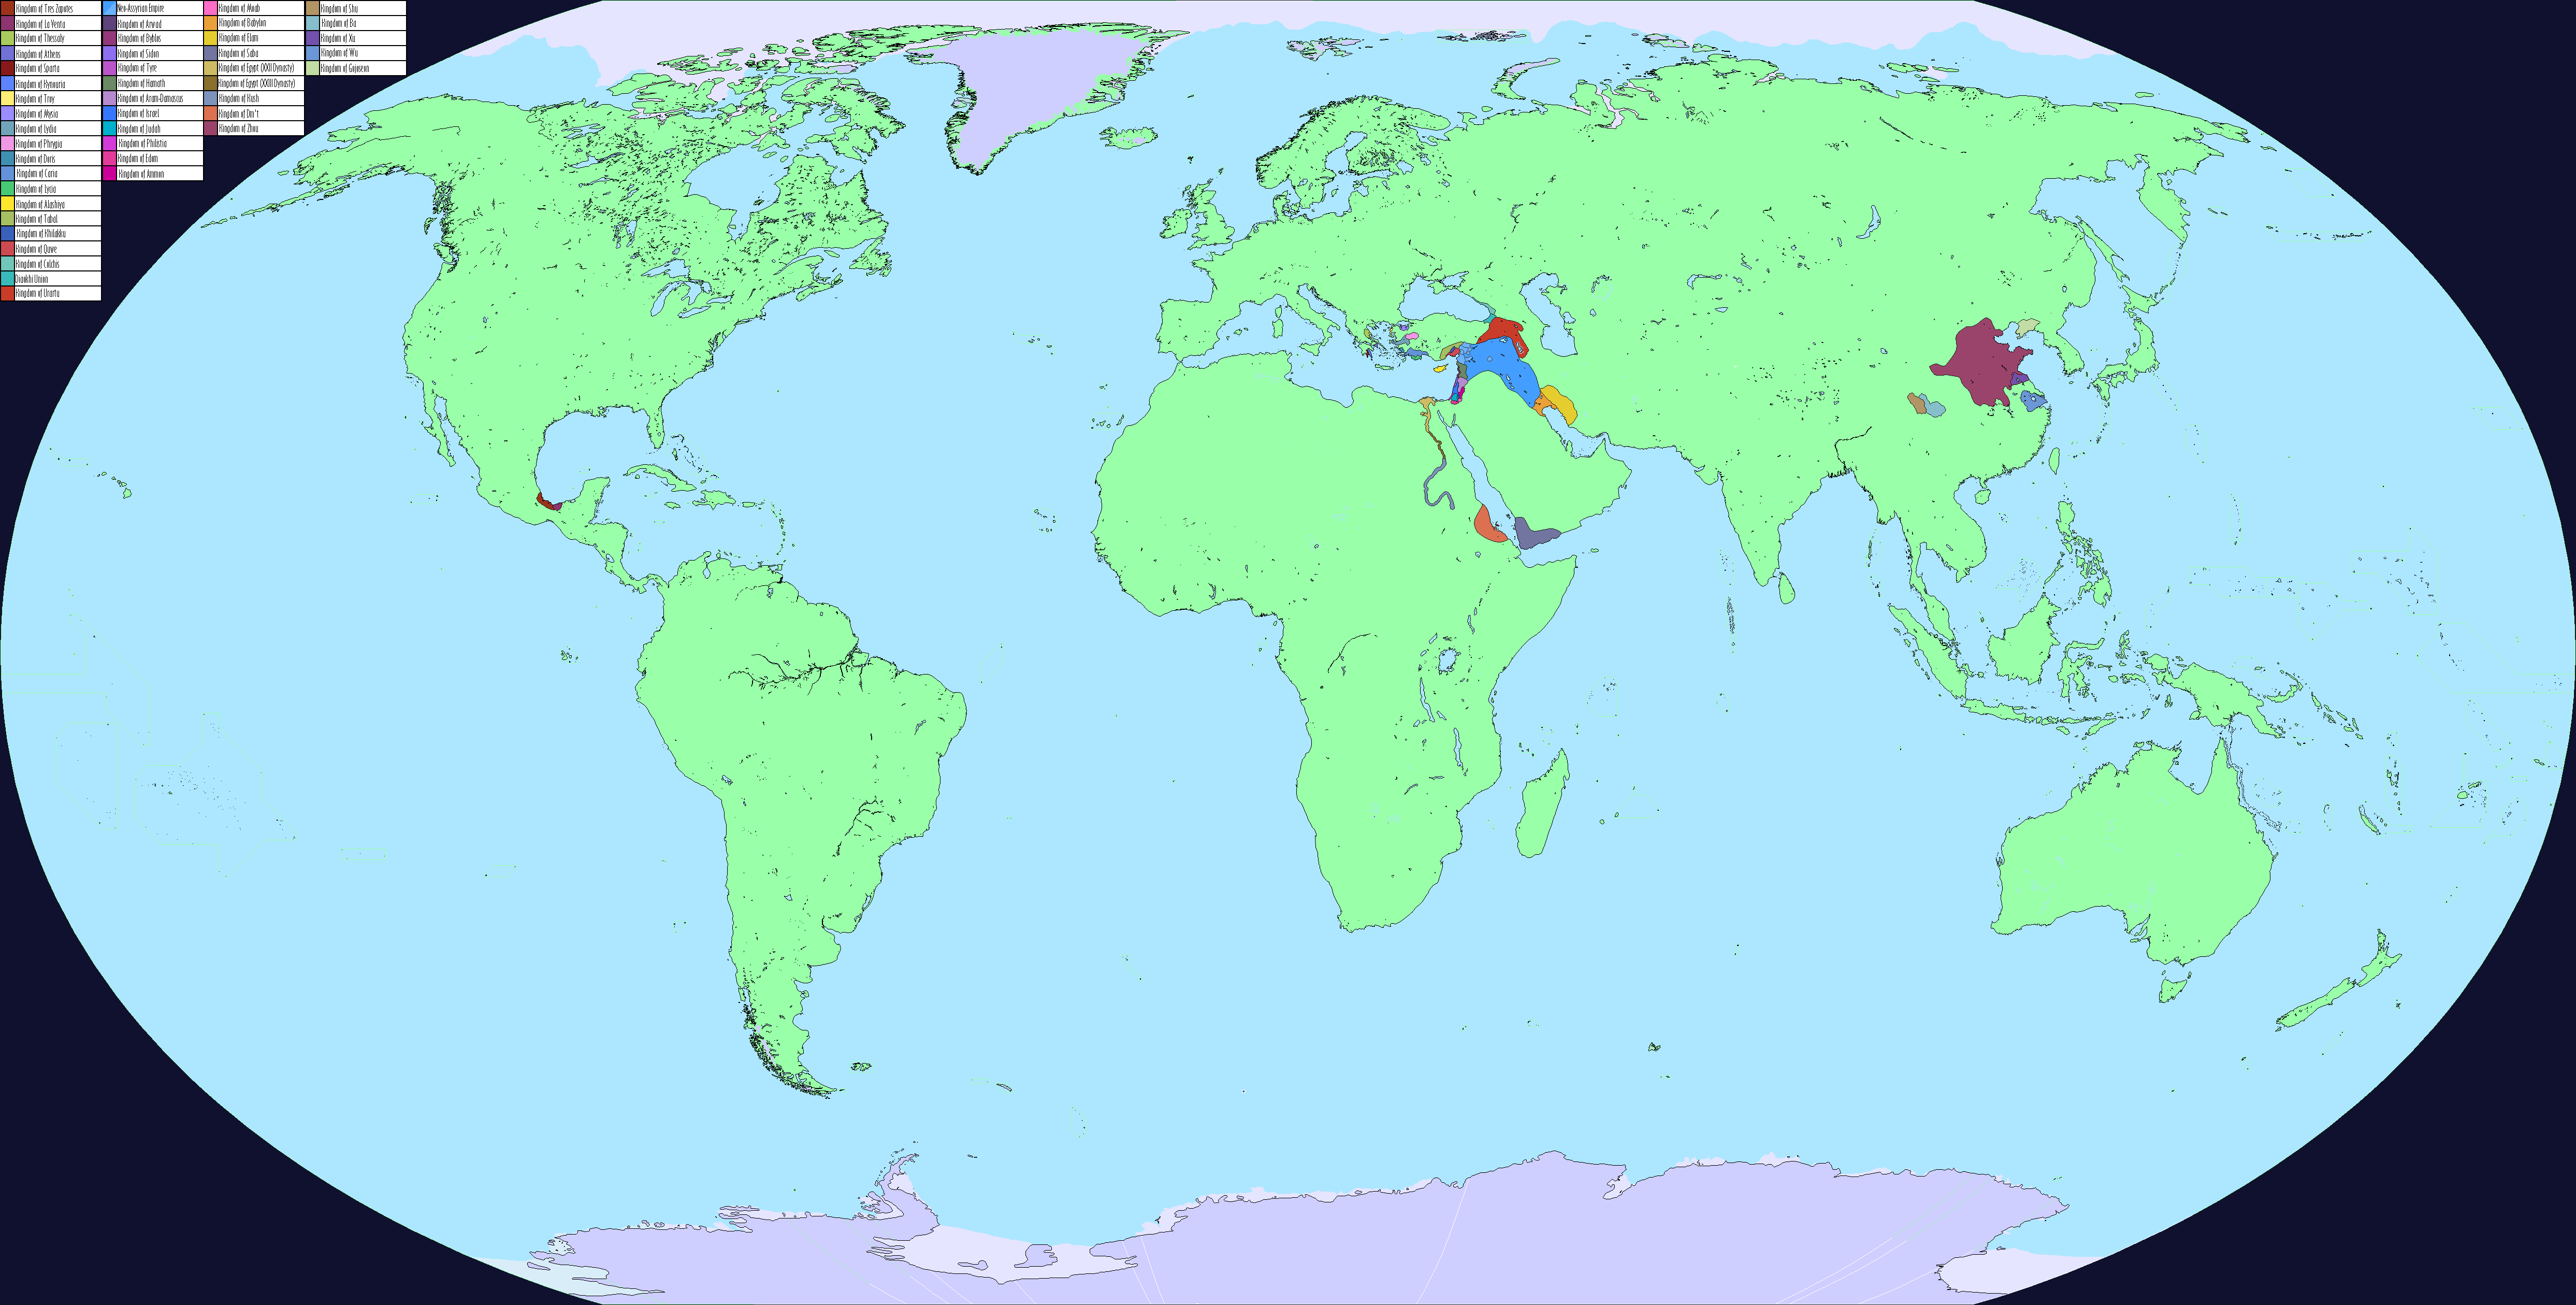 Kingdom of Tres Zapotes
Kingdom of La Venta
Kingdom of Thessaly
Kingdom of Athens
Kingdom of Sparta
Kingdom of Kynouria
Kingdom of Troy
Kingdom of Mysia
Kingdom of Lydia
Kingdom of Phrygia
Kingdom of Doris
Kingdom of Caria
Kingdom of Lycia
Kingdom of Alashiya
Kingdom of Tabal
Kingdom of Khilakku
Kingdom of Quwe
Kingdom of Colchis
Diaokhi Union
Kingdom of Urartu
Neo-Assyrian Empire
Kingdom of Arwad
Kingdom of Byblos
Kingdom of Sidon
Kingdom of Tyre
Kingdom of Hamath
Kingdom of Aram-Damascus
Kingdom of Israel
Kingdom of Judah
Kingdom of Philistia
Kingdom of Edom
Kingdom of Ammon
Kingdom of Moab
Kingdom of Babylon
Kingdom of Elam
Kingdom of Saba
Kingdom of Egypt (XXII Dynasty)
Kingdom of Egypt (XXIII Dynasty)
Kingdom of Kush
Kingdom of Dm't
Kingdom of Zhou
Kingdom of Shu
Kingdom of Ba
Kingdom of Xu
Kingdom of Wu
Kingdom of Gojoseon